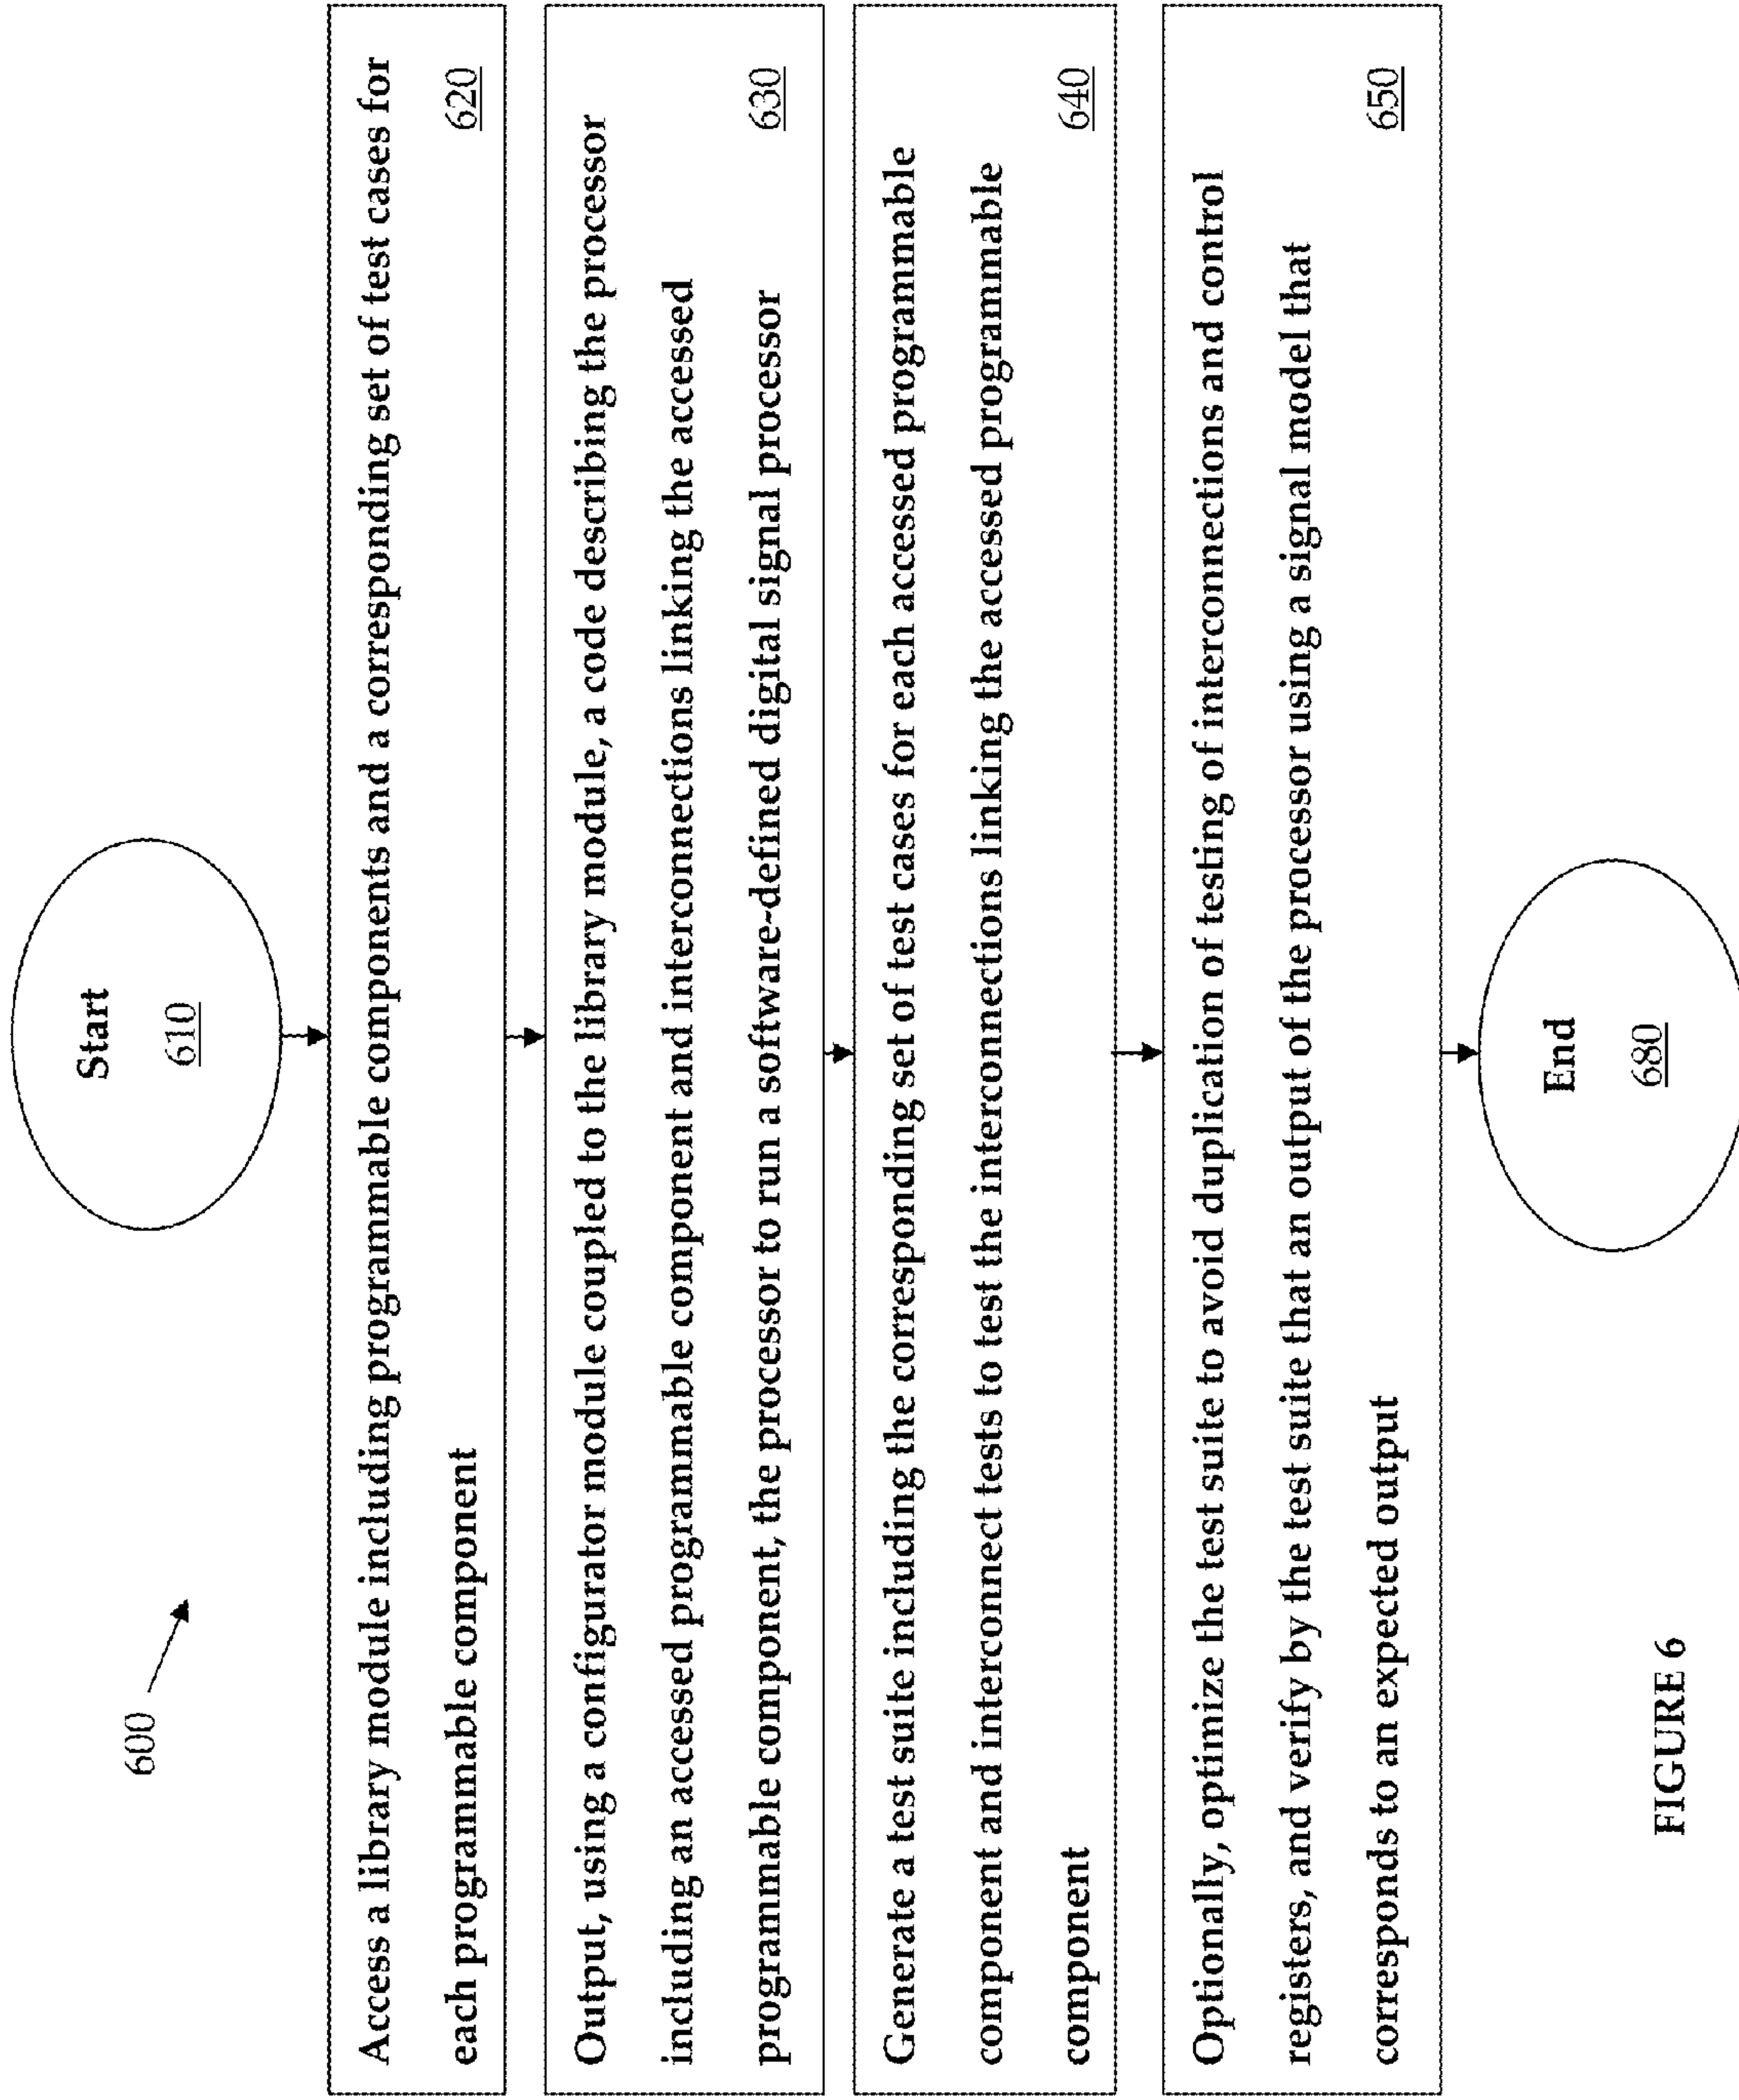 600
Start
610
Access a library module including programmable components and a corresponding set of test cases for
each programmable component
620
Output, using a configurator module coupled to the library module, a code describing the processor
including an accessed programmable component and interconnections linking the accessed
programmable component, the processor to run a software-defined digital signal processor
630
Generate a test suite including the corresponding set of test cases for each accessed programmable
component and interconnect tests to test the interconnections linking the accessed programmable
component
640
Optionally, optimize the test suite to avoid duplication of testing of interconnections and control
registers, and verify by the test suite that an output of the processor using a signal model that
corresponds to an expected output
650
End
680
FIGURE 6